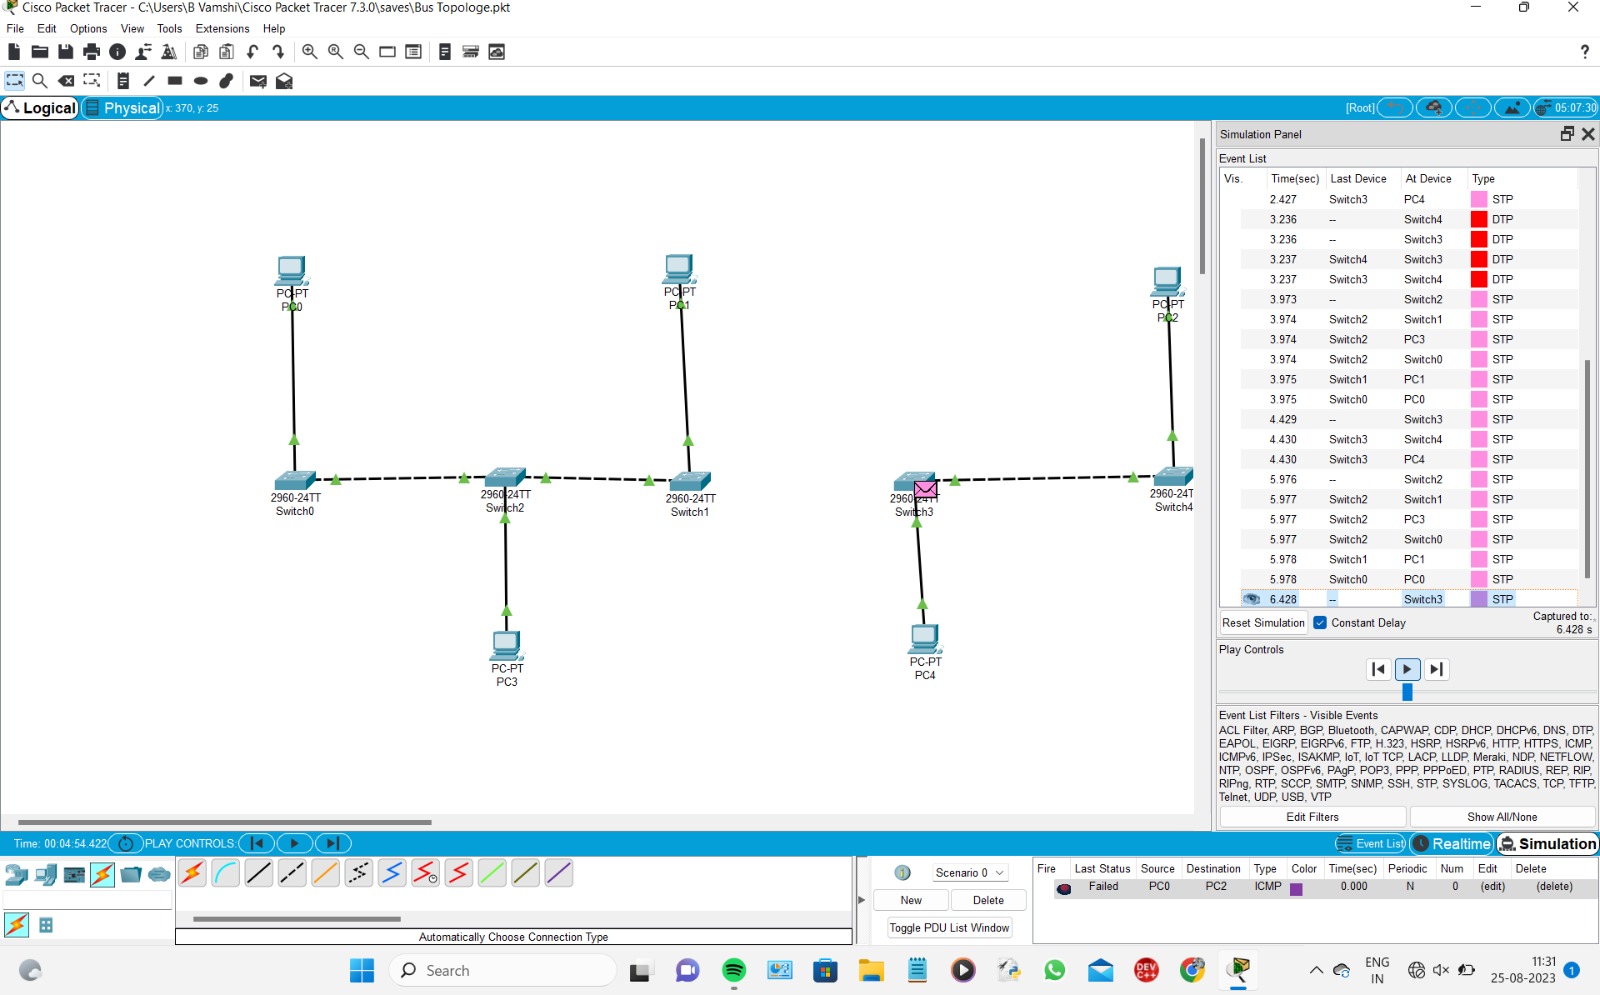 Cisco Packet Tracer - C:\Users\B Vamshi\Cisco Packet Tracer 7.3.0\saves\Bus Topologe.pkt
File Edit Options View Tools Extensions Help
?
Logical Physical x: 370, y: 25 [Root] 05:07:30
PC-PT
PC0
PC-PT
PC1
PC-PT
PC2
2960-24TT
Switch0
2960-24TT
Switch2
2960-24TT
Switch1
2960-24TT
Switch3
2960-24T
Switch4
PC-PT
PC3
PC-PT
PC4
Simulation Panel
Event List
Vis. Time(sec) Last Device At Device Type
2.427 Switch3 PC4 STP
3.236 -- Switch4 DTP
3.236 -- Switch3 DTP
3.237 Switch4 Switch3 DTP
3.237 Switch3 Switch4 DTP
3.973 -- Switch2 STP
3.974 Switch2 Switch1 STP
3.974 Switch2 PC3 STP
3.974 Switch2 Switch0 STP
3.975 Switch1 PC1 STP
3.975 Switch0 PC0 STP
4.429 -- Switch3 STP
4.430 Switch3 Switch4 STP
4.430 Switch3 PC4 STP
5.976 -- Switch2 STP
5.977 Switch2 Switch1 STP
5.977 Switch2 PC3 STP
5.977 Switch2 Switch0 STP
5.978 Switch1 PC1 STP
5.978 Switch0 PC0 STP
6.428 -- Switch3 STP
Reset Simulation Constant Delay Captured to:
6.428 s
Play Controls
Event List Filters - Visible Events
ACL Filter, ARP, BGP, Bluetooth, CAPWAP, CDP, DHCP, DHCPv6, DNS, DTP,
EAPOL, EIGRP, EIGRPv6, FTP, H.323, HSRP, HSRPv6, HTTP, HTTPS, ICMP,
ICMPv6, IPSec, ISAKMP, IoT, IoT TCP, LACP, LLDP, Meraki, NDP, NETFLOW,
NTP, OSPF, OSPFv6, PAgP, POP3, PPP, PPPoED, PTP, RADIUS, REP, RIP,
RIPng, RTP, SCCP, SMTP, SNMP, SSH, STP, SYSLOG, TACACS, TCP, TFTP,
Telnet, UDP, USB, VTP
Edit Filters Show All/None
Time: 00:04:54.422 PLAY CONTROLS: Event List Realtime Simulation
Automatically Choose Connection Type
Scenario 0
New Delete
Toggle PDU List Window
Fire Last Status Source Destination Type Color Time(sec) Periodic Num Edit Delete
Failed PC0 PC2 ICMP 0.000 N 0 (edit) (delete)
Search
DEV
C++
ENG
IN
11:31
25-08-2023
1